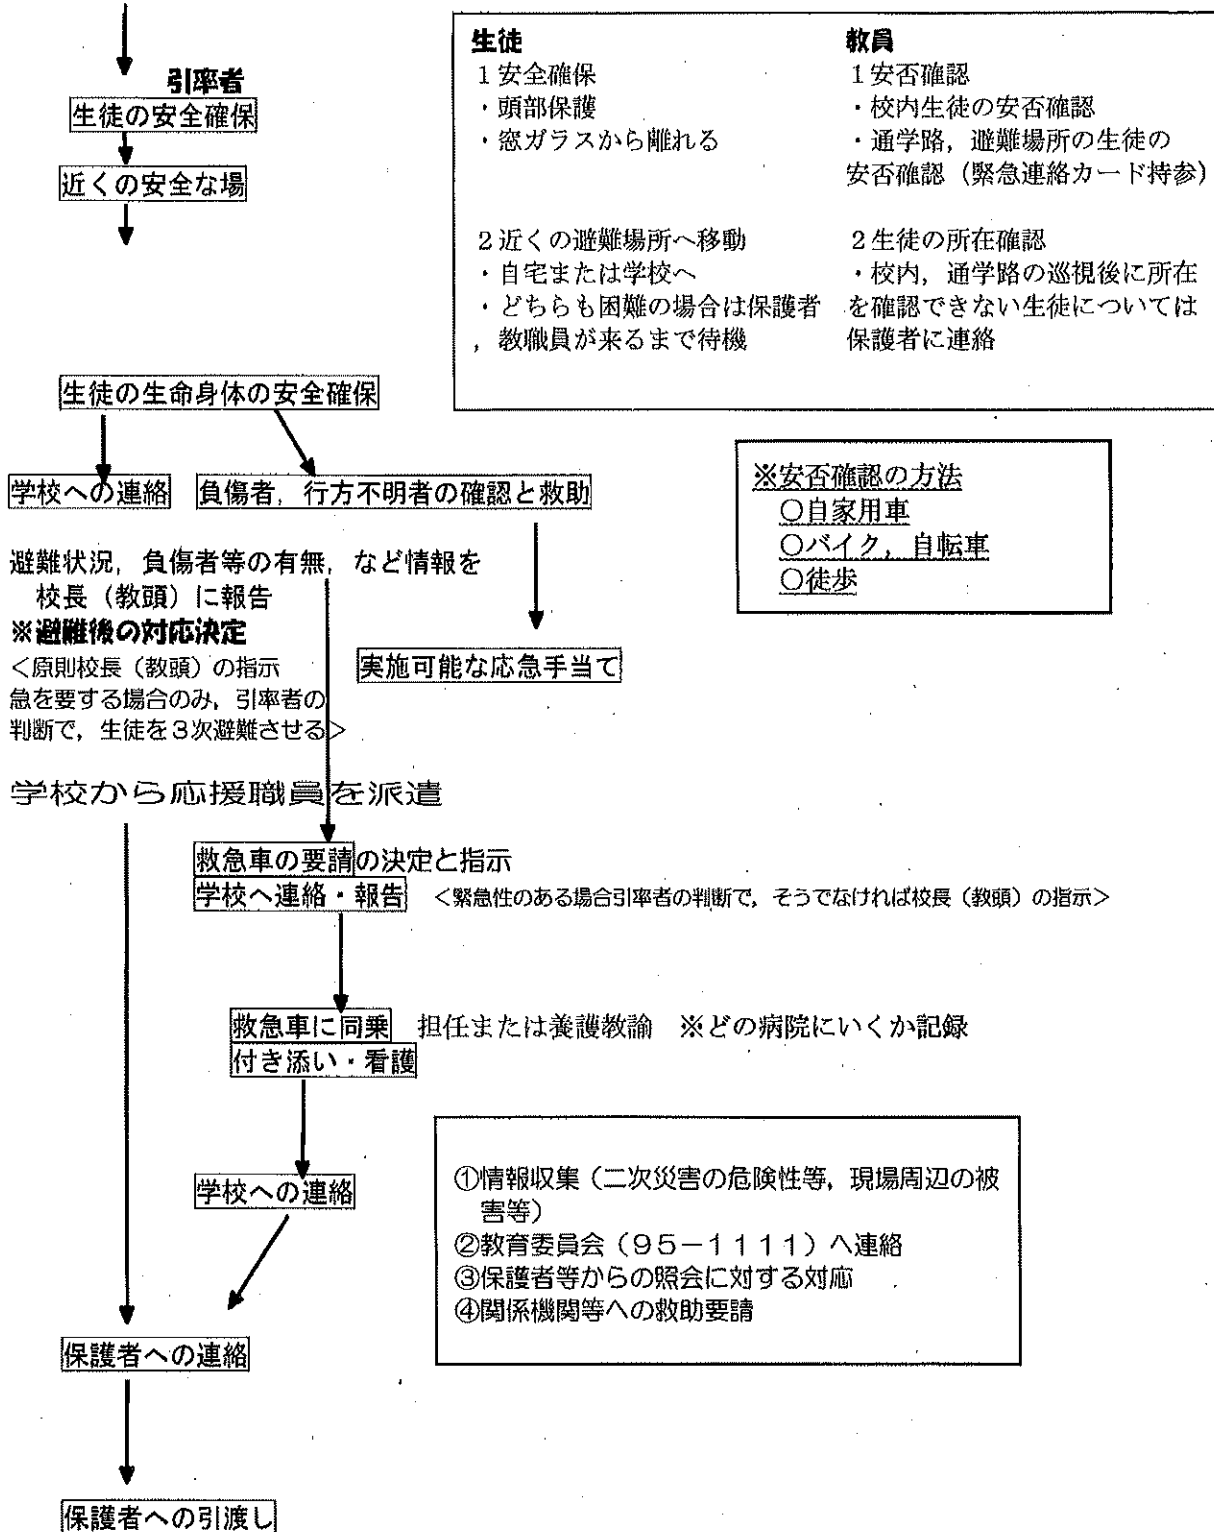 引率者
生徒の安全確保
近くの安全な場
生徒
1安全確保
・頭部保護
・窓ガラスから離れる
2近くの避難場所へ移動
・自宅または学校へ
・どちらも困難の場合は保護者
，教職員が来るまで待機
教員
1安否確認
・校内生徒の安否確認
・通学路，避難場所の生徒の
安否確認（緊急連絡カード持参）
2生徒の所在確認
・校内，通学路の巡視後に所在
を確認できない生徒については
保護者に連絡
生徒の生命身体の安全確保
学校への連絡
負傷者，行方不明者の確認と救助
※安否確認の方法
○自家用車
○バイク，自転車
○徒歩
避難状況，負傷者等の有無，など情報を
校長（教頭）に報告
※避難後の対応決定
＜原則校長（教頭）の指示
急を要する場合のみ，引率者の
判断で，生徒を３次避難させる＞
実施可能な応急手当て
学校から応援職員を派遣
救急車の要請の決定と指示
学校へ連絡・報告 ＜緊急性のある場合引率者の判断で，そうでなければ校長（教頭）の指示＞
救急車に同乗 担任または養護教諭 ※どの病院にいくか記録
付き添い・看護
学校への連絡
①情報収集（二次災害の危険性等，現場周辺の被
害等）
②教育委員会（９５－１１１１）へ連絡
③保護者等からの照会に対する対応
④関係機関等への救助要請
保護者への連絡
保護者への引渡し